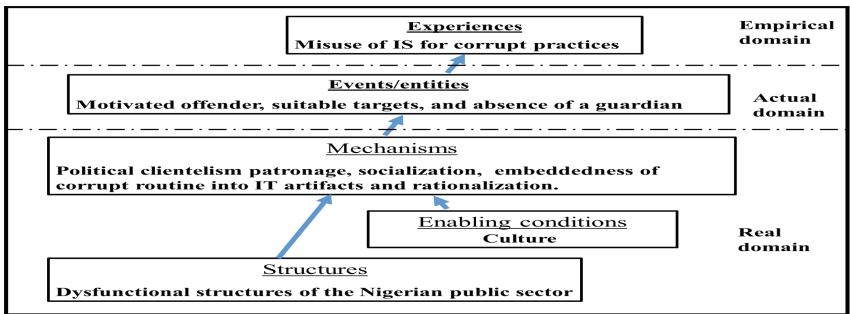 Experiences
Misuse of IS for corrupt practices
Empirical
domain
Events/entities
Motivated offender, suitable targets, and absence of a guardian
Actual
domain
Mechanisms
Political clientelism patronage, socialization, embeddedness of
corrupt routine into IT artifacts and rationalization.
Enabling conditions
Culture
Real
domain
Structures
Dysfunctional structures of the Nigerian public sector